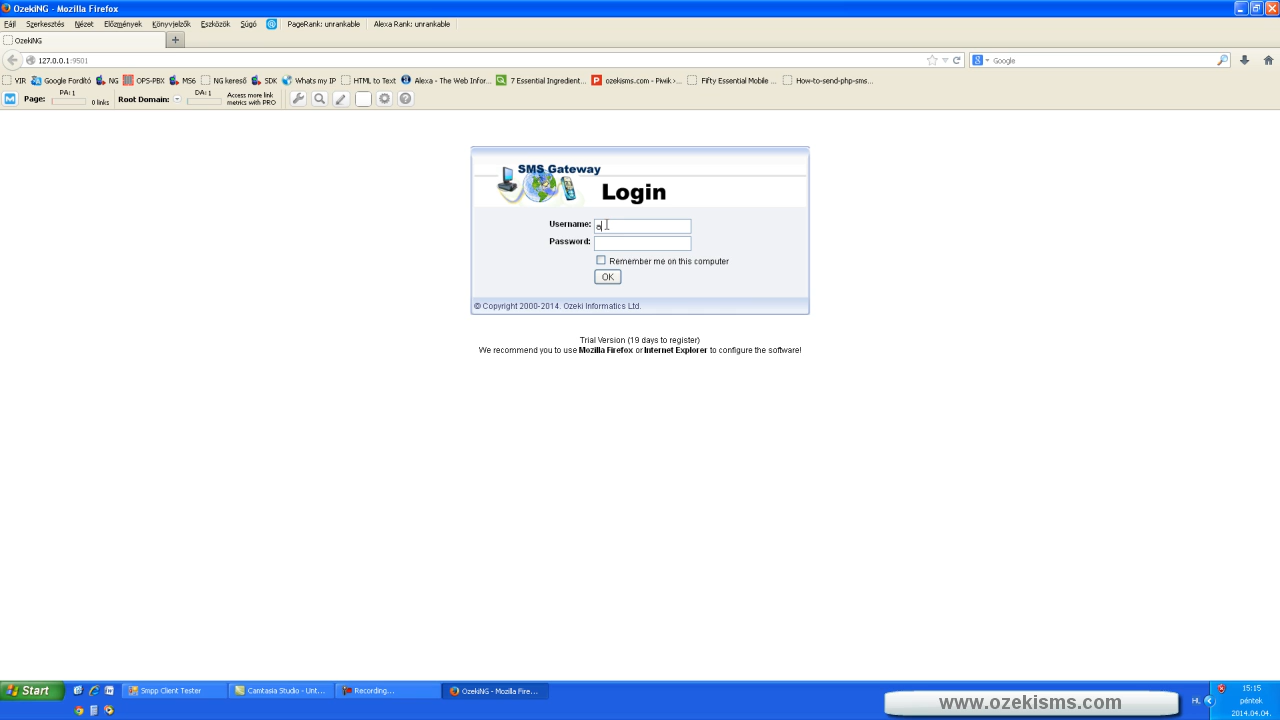 OzekiNG - Mozilla Firefox
Fájl Szerkesztés Nézet Előzmények Könyvjelzők Eszközök Súgó @ PageRank: unrankable Alexa Rank: unrankable
OzekiNG +
127.0.0.1:9501 Google
YIR Google Fordító NG OPS-PBX MS6 NG kereső SDK Whats my IP HTML to Text Alexa - The Web Infor... 7 Essential Ingredient... ozekisms.com - Piwik ›... Fifty Essential Mobile ... How-to-send-php-sms...
Page: PA: 1 0 links Root Domain: DA: 1 Access more link metrics with PRO
SMS Gateway
Login
Username: a
Password:
Remember me on this computer
OK
© Copyright 2000-2014. Ozeki Informatics Ltd.
Trial Version (19 days to register)
We recommend you to use Mozilla Firefox or Internet Explorer to configure the software!
Start Smpp Client Tester Camtasia Studio - Unt... Recording... OzekiNG - Mozilla Fire...
www.ozekisms.com
HL
15:15
péntek
2014.04.04.